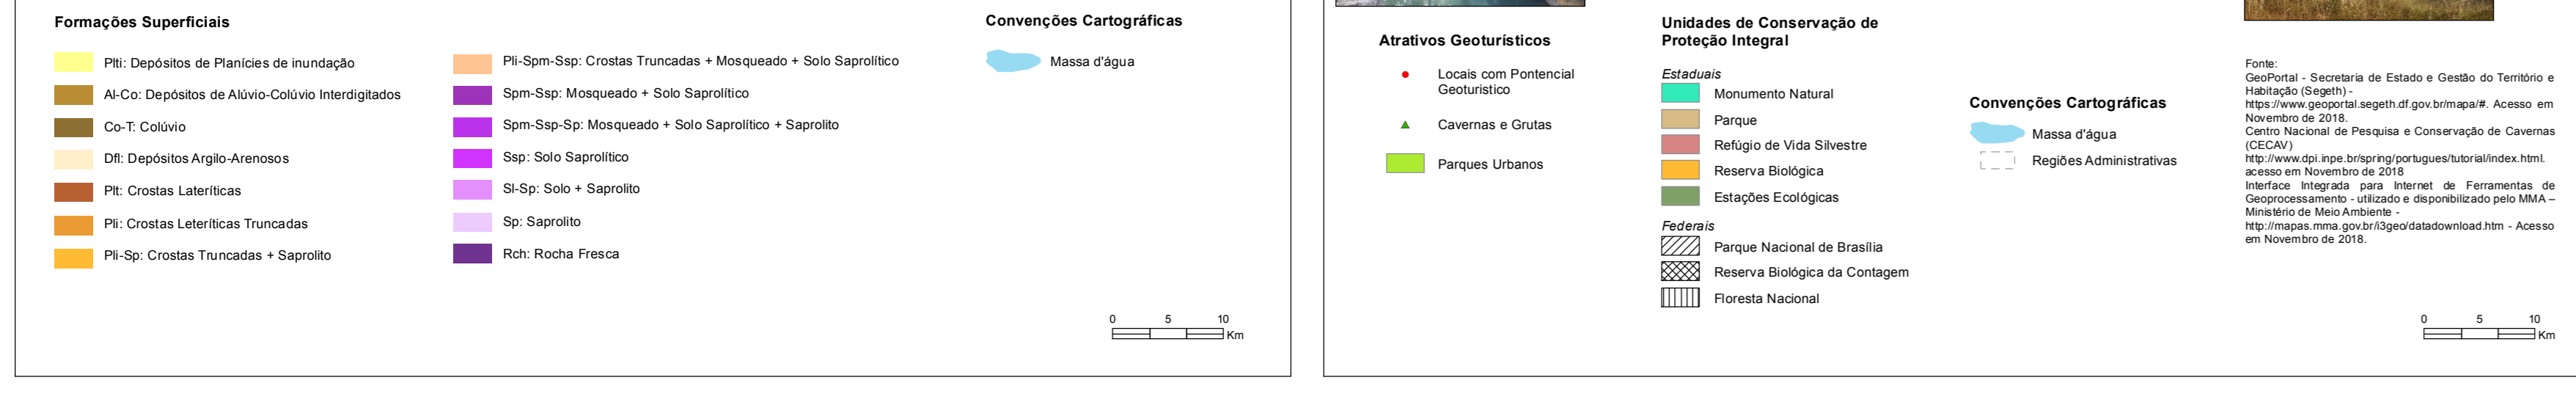 Formações Superficiais
Plti: Depósitos de Planícies de inundação
Al-Co: Depósitos de Alúvio-Colúvio Interdigitados
Co-T: Colúvio
Dfl: Depósitos Argilo-Arenosos
Plt: Crostas Lateríticas
Pli: Crostas Leteríticas Truncadas
Pli-Sp: Crostas Truncadas + Saprolito
Pli-Spm-Ssp: Crostas Truncadas + Mosqueado + Solo Saprolítico
Spm-Ssp: Mosqueado + Solo Saprolítico
Spm-Ssp-Sp: Mosqueado + Solo Saprolítico + Saprolito
Ssp: Solo Saprolítico
Sl-Sp: Solo + Saprolito
Sp: Saprolito
Rch: Rocha Fresca
Convenções Cartográficas
Massa d'água
0 5 10
Km
Atrativos Geoturísticos
Locais com Pontencial
Geoturistico
Cavernas e Grutas
Parques Urbanos
Unidades de Conservação de
Proteção Integral
Estaduais
Monumento Natural
Parque
Refúgio de Vida Silvestre
Reserva Biológica
Estações Ecológicas
Federais
Parque Nacional de Brasília
Reserva Biológica da Contagem
Floresta Nacional
Convenções Cartográficas
Massa d'água
Regiões Administrativas
Fonte:
GeoPortal - Secretaria de Estado e Gestão do Território e
Habitação (Segeth) -
https://www.geoportal.segeth.df.gov.br/mapa/#. Acesso em
Novembro de 2018.
Centro Nacional de Pesquisa e Conservação de Cavernas
(CECAV)
http://www.dpi.inpe.br/spring/portugues/tutorial/index.html.
acesso em Novembro de 2018
Interface Integrada para Internet de Ferramentas de
Geoprocessamento - utilizado e disponibilizado pelo MMA –
Ministério de Meio Ambiente -
http://mapas.mma.gov.br/i3geo/datadownload.htm - Acesso
em Novembro de 2018.
0 5 10
Km